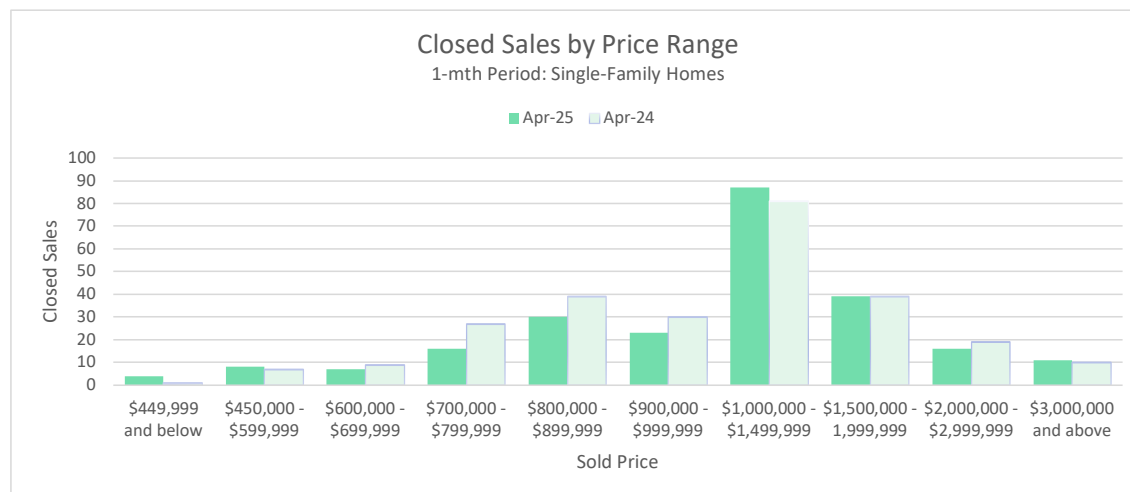 Closed Sales by Price Range
1-mth Period: Single-Family Homes
Apr-25 Apr-24
Closed Sales
100
90
80
70
60
50
40
30
20
10
0
$449,999 $450,000 - $600,000 - $700,000 - $800,000 - $900,000 - $1,000,000 - $1,500,000 - $2,000,000 - $3,000,000
and below $599,999 $699,999 $799,999 $899,999 $999,999 $1,499,999 1,999,999 $2,999,999 and above
Sold Price